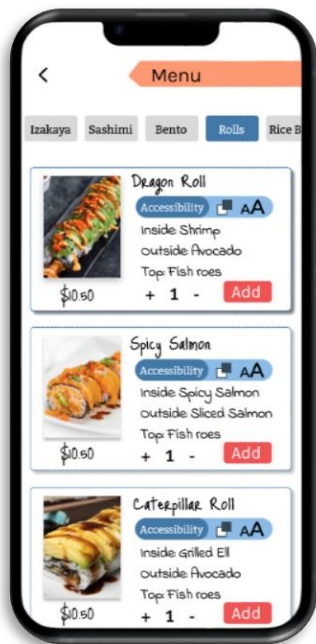 Menu
Izakaya Sashimi Bento Rolls Rice B
Dragon Roll
Accessibility AA
Inside: Shrimp
Outside: Avocado
Top: Fish roes
$10.50 + 1 - Add
Spicy Salmon
Accessibility AA
Inside: Spicy Salmon
Outside: Sliced Salmon
Top: Fish roes
$10.50 + 1 - Add
Caterpillar Roll
Accessibility AA
Inside: Grilled Ell
Outside: Avocado
Top: Fish roes
$10.50 + 1 - Add